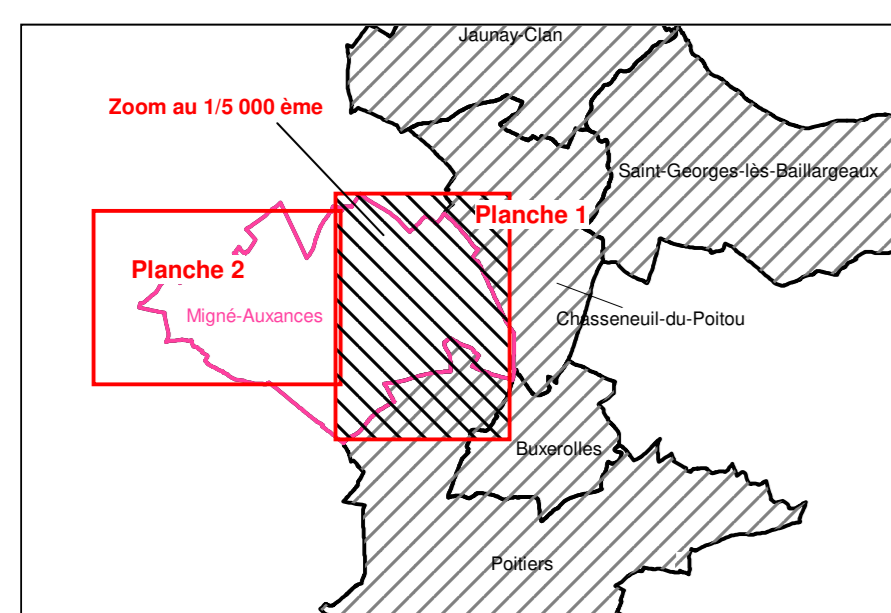 Jaunay-Clan
Zoom au 1/5 000 ème
Saint-Georges-lès-Baillargeaux
Planche 1
Planche 2
Migné-Auxances
Chasseneuil-du-Poitou
Buxerolles
Poitiers